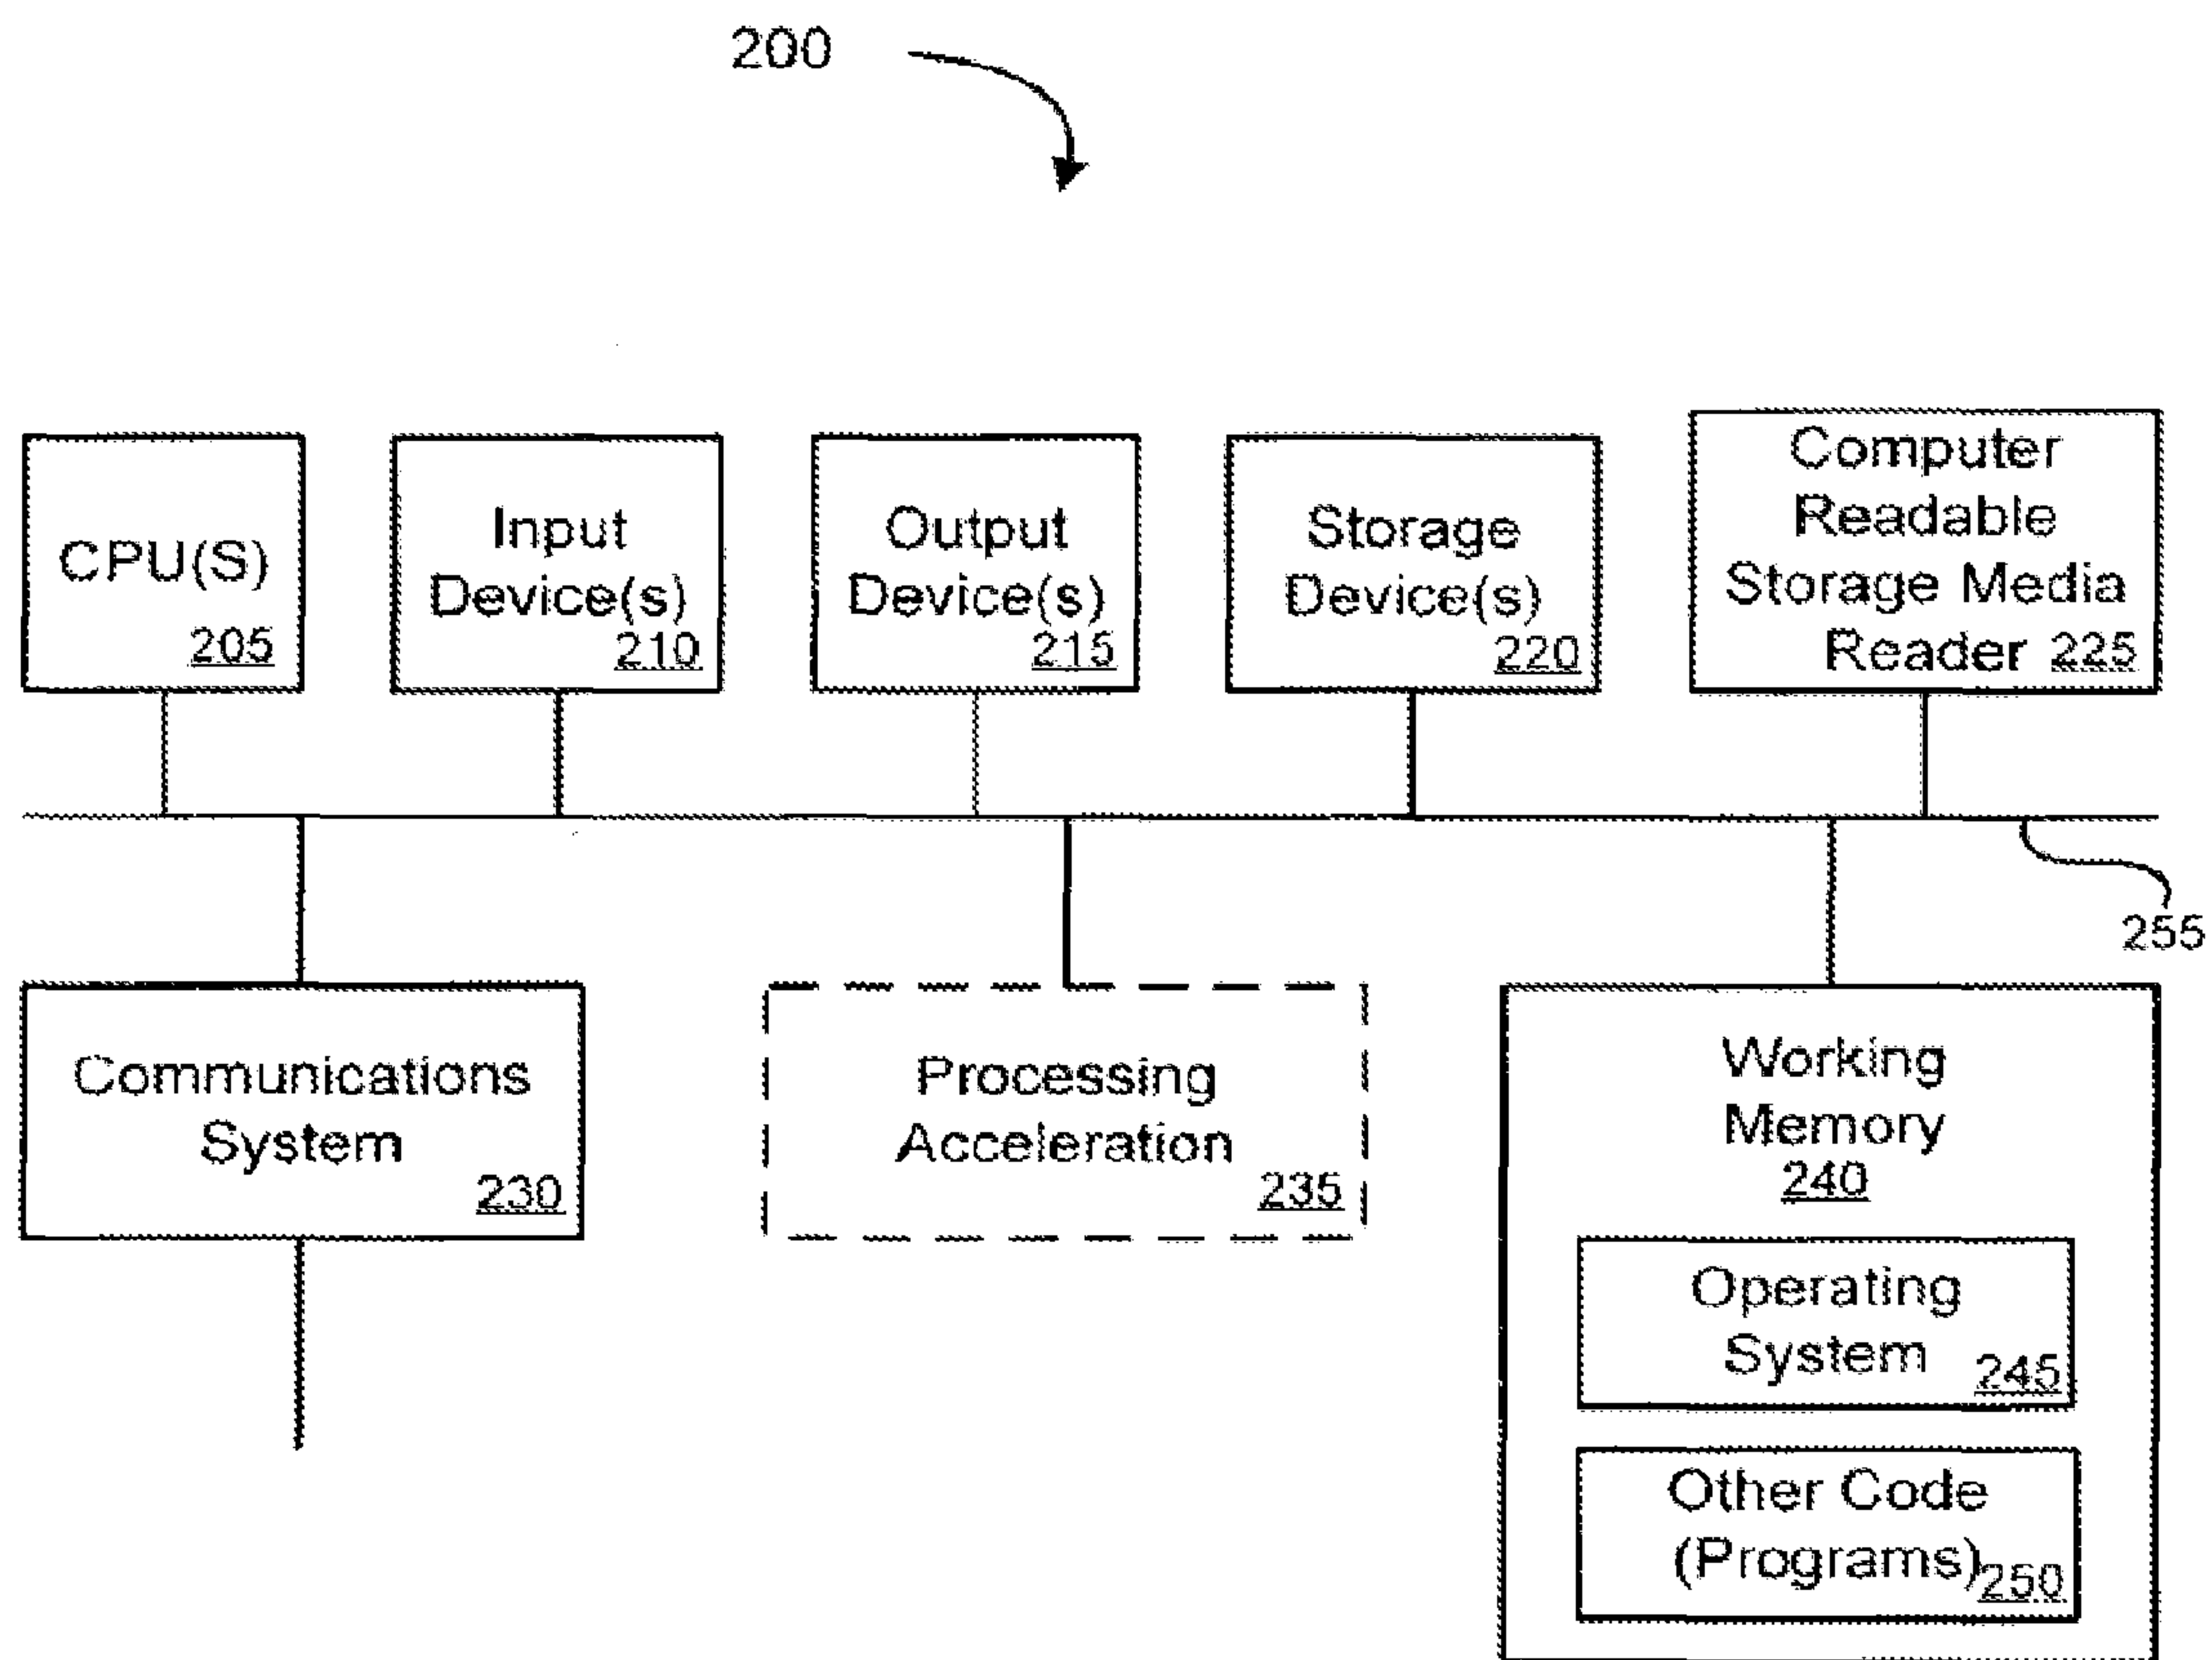 200
CPU(S)
205
Input
Device(s)
210
Output
Device(s)
215
Storage
Device(s)
220
Computer
Readable
Storage Media
Reader 225
255
Communications
System
230
Processing
Acceleration
235
Working
Memory
240
Operating
System
245
Other Code
(Programs)
250